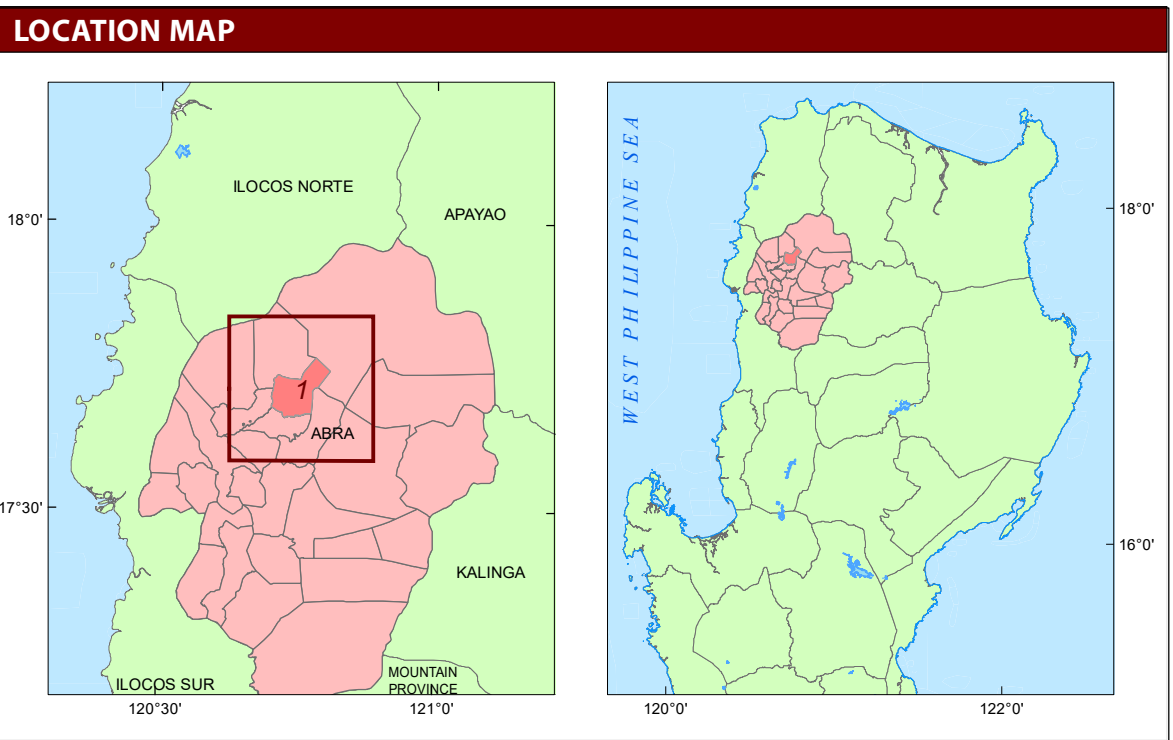 LOCATION MAP
ILOCOS NORTE
APAYAO
18°0'
1
ABRA
17°30'
KALINGA
MOUNTAIN
PROVINCE
ILOCOS SUR
120°30'
121°0'
WEST PHILIPPINE SEA
18°0'
16°0'
120°0'
122°0'